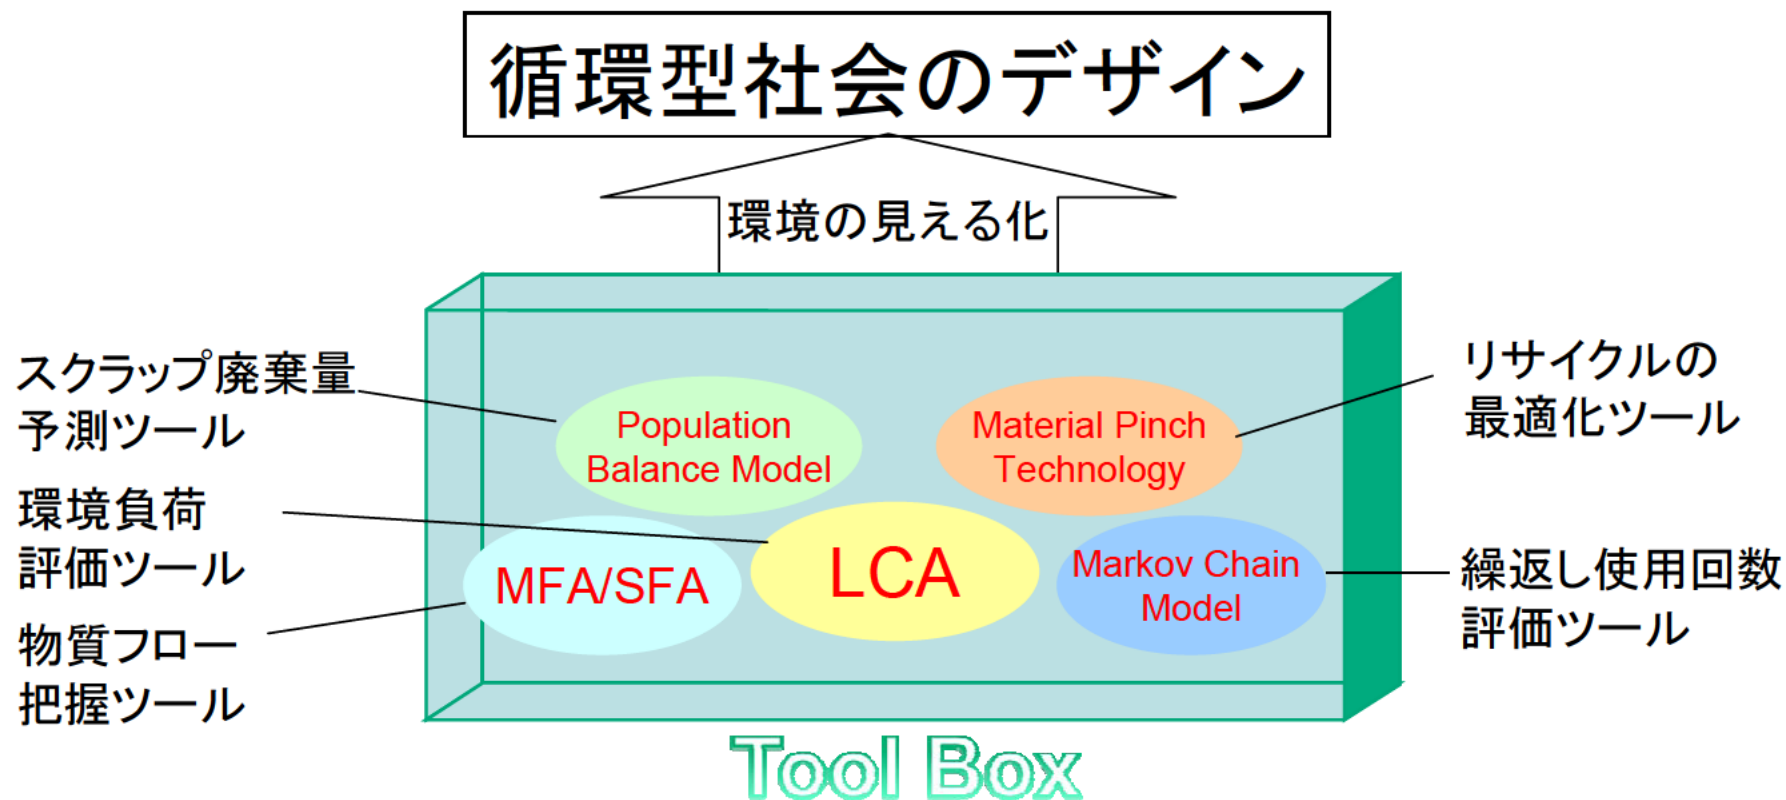 循環型社会のデザイン
環境の見える化
スクラップ廃棄量
予測ツール
環境負荷
評価ツール
物質フロー
把握ツール
Population
Balance Model
Material Pinch
Technology
MFA/SFA
LCA
Markov Chain
Model
リサイクルの
最適化ツール
繰返し使用回数
評価ツール
Tool Box